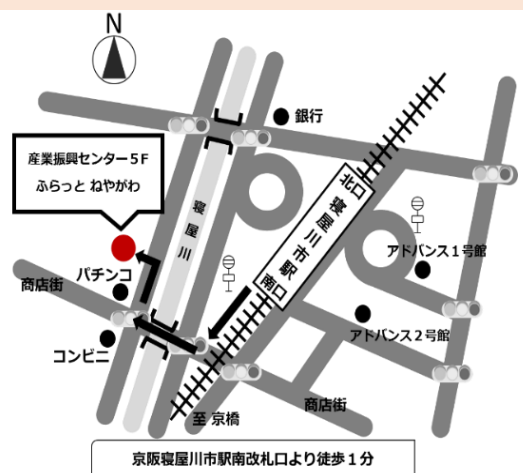 N
銀行
産業振興センター5F
ふらっと ねやがわ
北口
寝屋川市駅
南口
寝屋川
アドバンス1号館
パチンコ
商店街
アドバンス2号館
コンビニ
商店街
至 京橋
京阪寝屋川市駅南改札口より徒歩1分